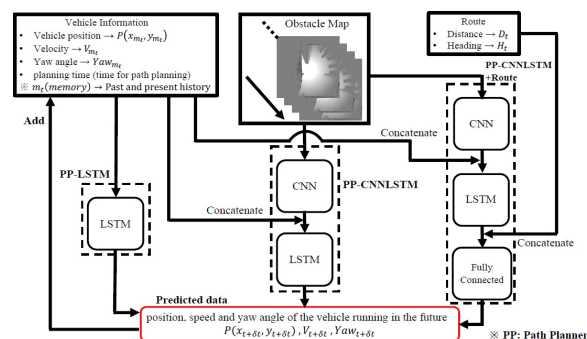 Vehicle Information
• Vehicle position → P(x_{m_t}, y_{m_t})
• Velocity → V_{m_t}
• Yaw angle → Yaw_{m_t}
• planning time (time for path planning)
※ m_t(memory) → Past and present history
Obstacle Map
Route
• Distance → D_t
• Heading → H_t
PP-CNNLSTM
+Route
Add
Concatenate
CNN
PP-LSTM
CNN
PP-CNNLSTM
LSTM
Concatenate
LSTM
LSTM
Concatenate
Fully
Connected
Predicted data
position, speed and yaw angle of the vehicle running in the future
P(x_{t+δt}, y_{t+δt}) , V_{t+δt}, Yaw_{t+δt}
※ PP: Path Planner